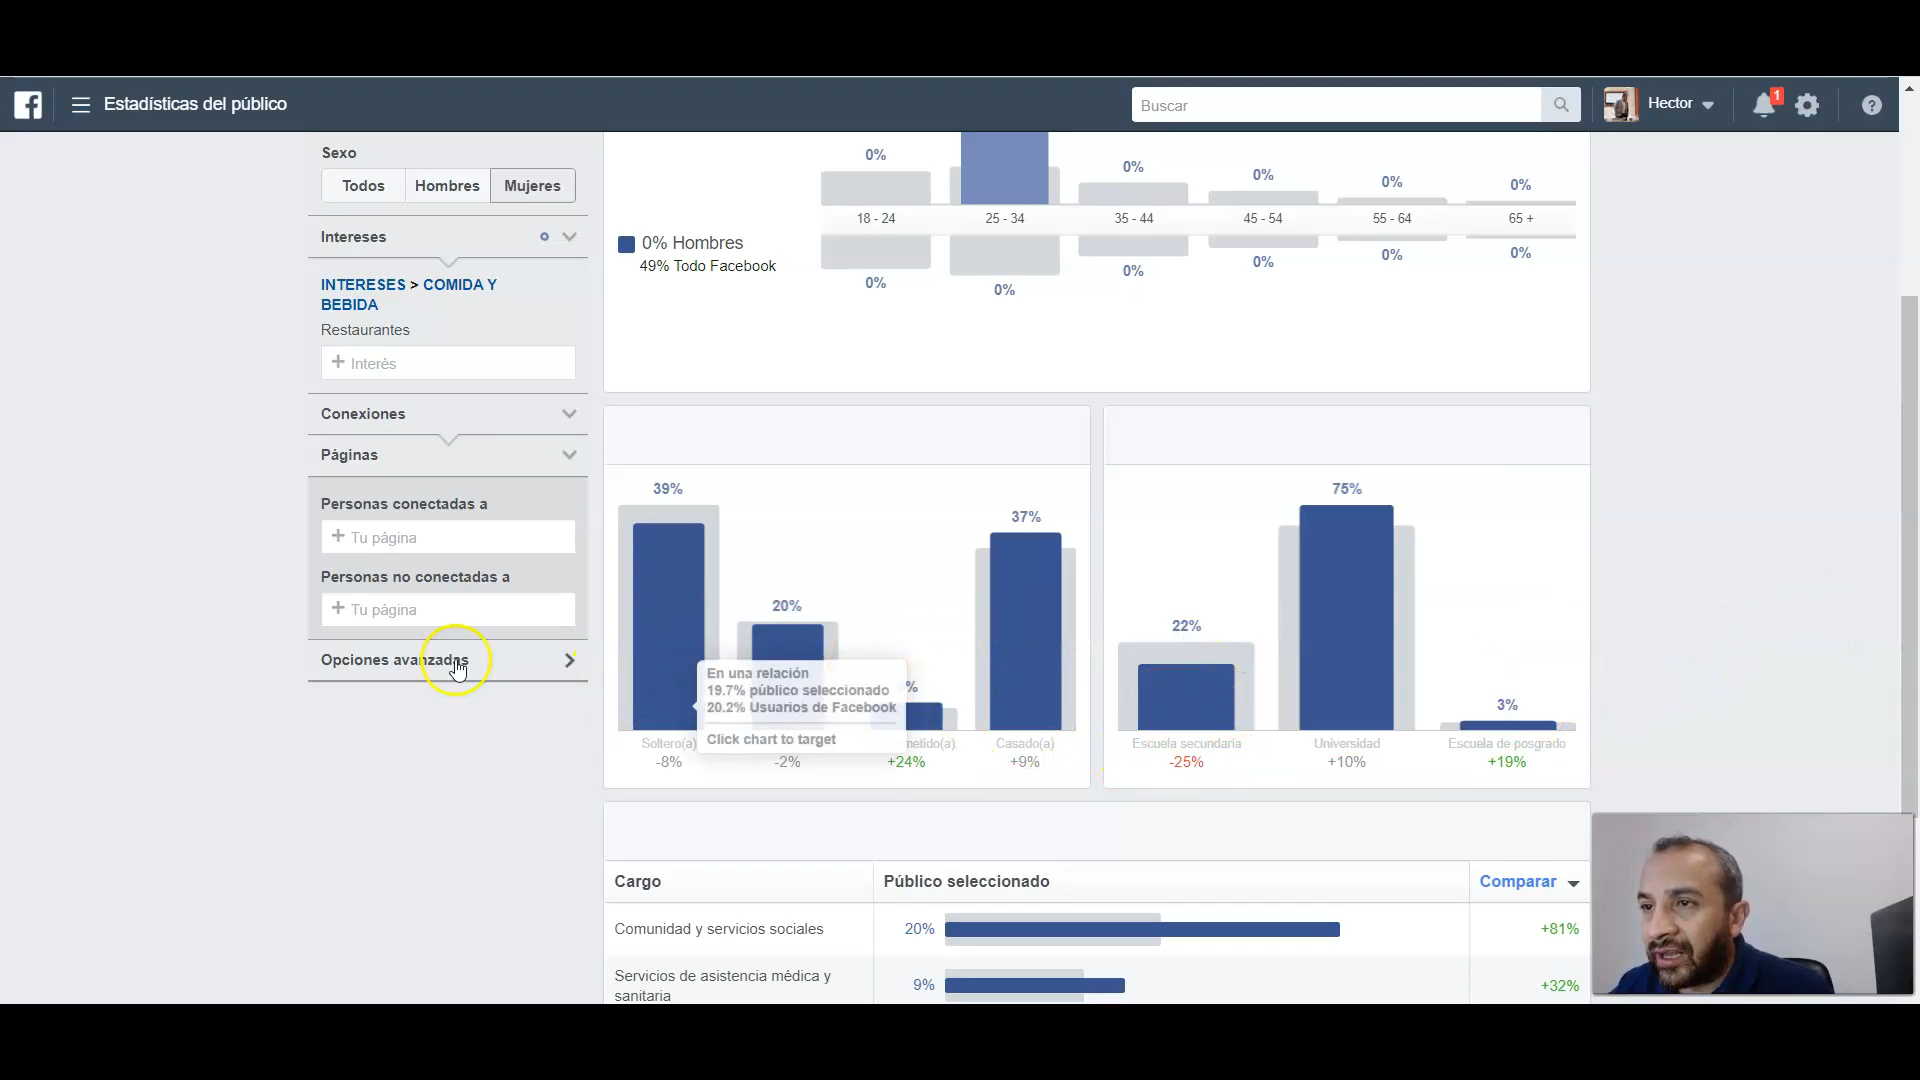 Estadísticas del público
Buscar
Hector
1
Sexo
Todos
Hombres
Mujeres
Intereses
INTERESES > COMIDA Y
BEBIDA
Restaurantes
+ Interés
Conexiones
Páginas
Personas conectadas a
+ Tu página
Personas no conectadas a
+ Tu página
Opciones avanzadas
0% 0% 0% 0% 0%
18 - 24 25 - 34 35 - 44 45 - 54 55 - 64 65 +
0% Hombres
49% Todo Facebook
0% 0% 0% 0% 0% 0%
39% 20% % 37%
En una relación
19.7% público seleccionado
20.2% Usuarios de Facebook
Click chart to target
Soltero(a) metido(a) Casado(a)
-8% -2% +24% +9%
22% 75% 3%
Escuela secundaria Universidad Escuela de posgrado
-25% +10% +19%
Cargo Público seleccionado Comparar
Comunidad y servicios sociales 20% +81%
Servicios de asistencia médica y
sanitaria 9% +32%